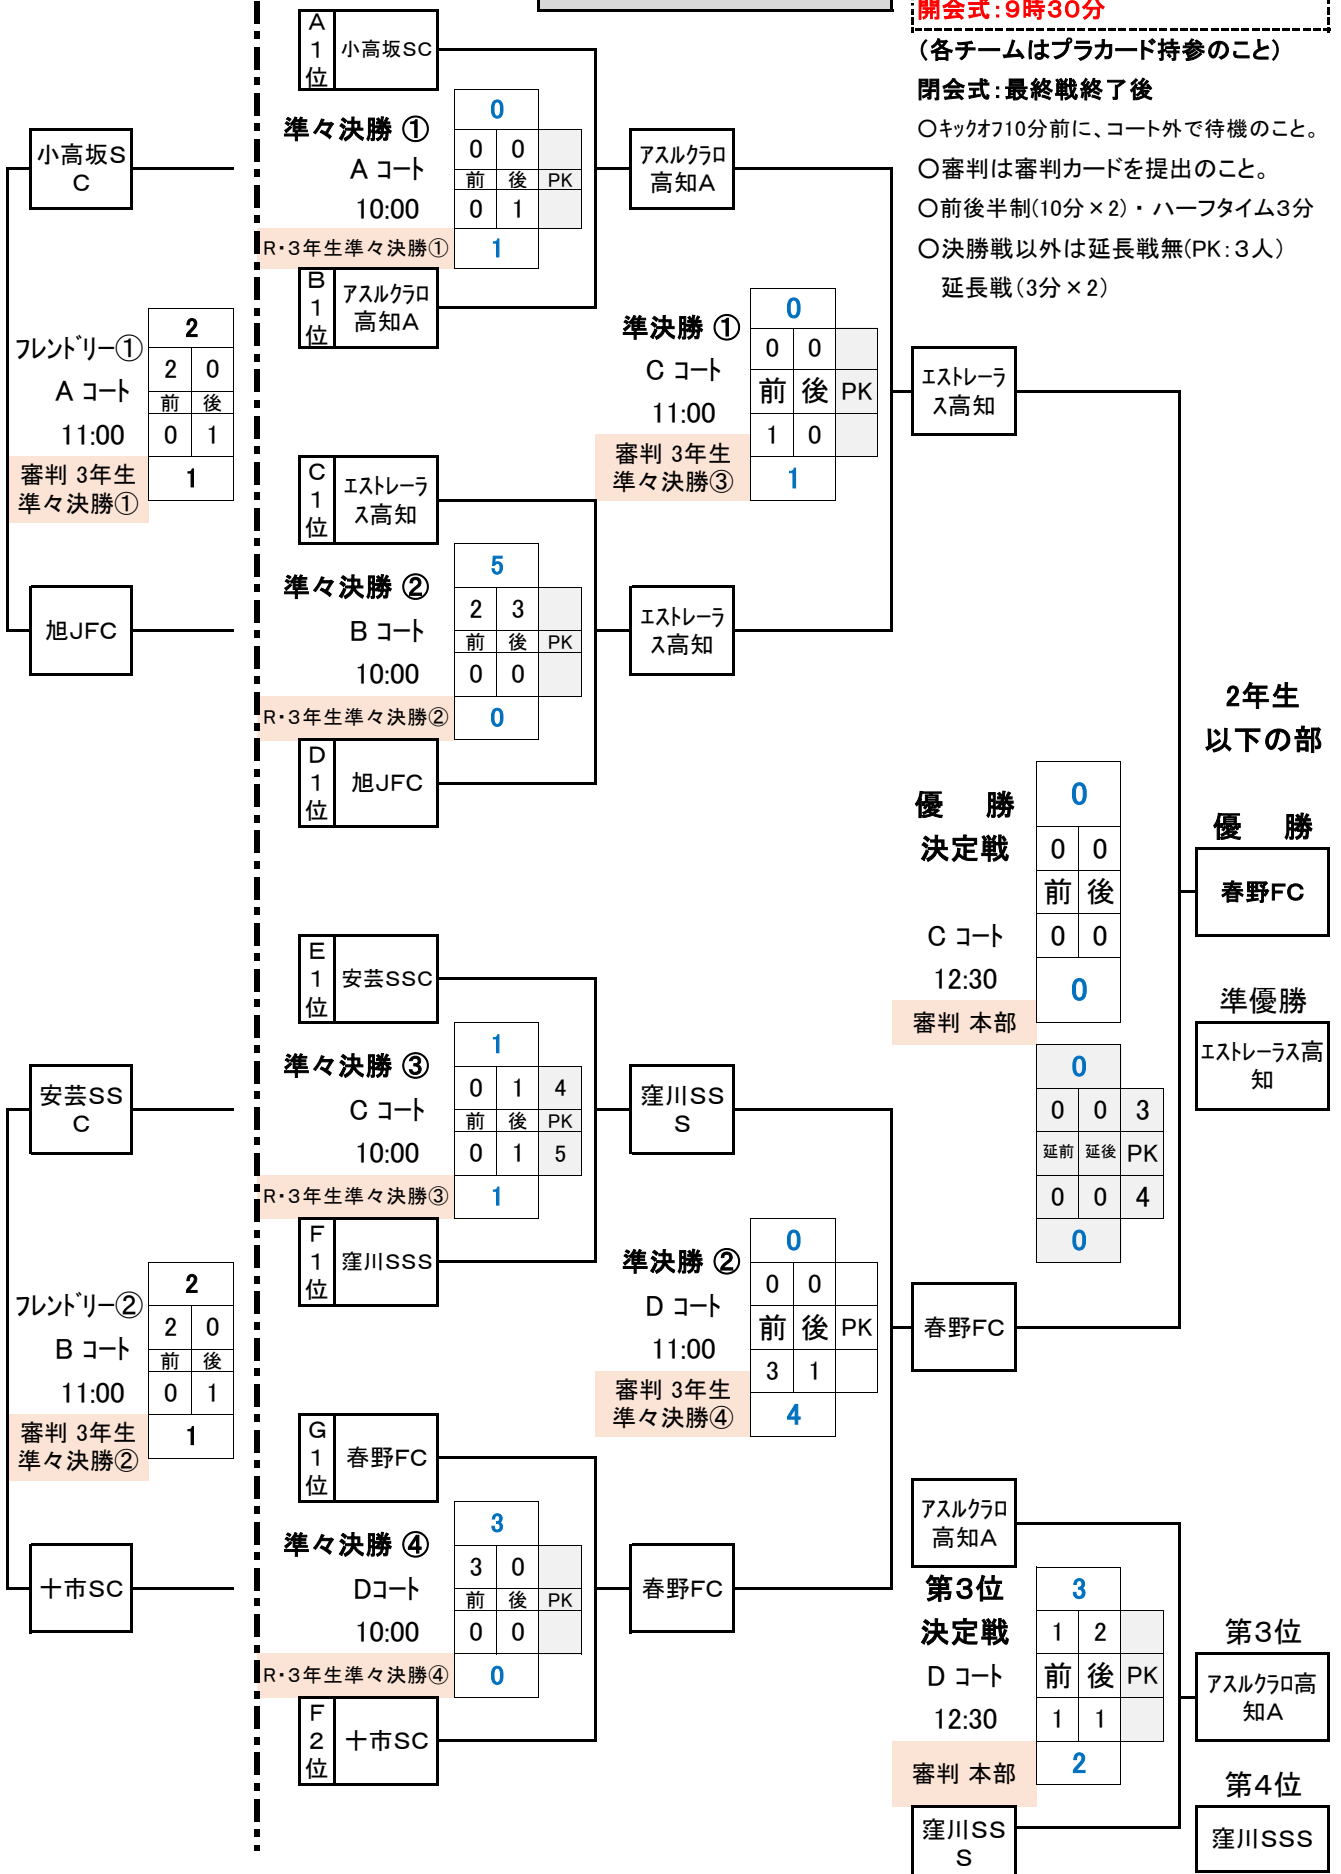 開会式：９時３０分
（各チームはプラカード持参のこと）
閉会式：最終戦終了後
○キックオフ10分前に、コート外で待機のこと。
○審判は審判カードを提出のこと。
○前後半制(10分×2)・ハーフタイム3分
○決勝戦以外は延長戦無(PK:3人)
延長戦(3分×2)
小高坂S
C
フレンドリー①
A コート
11:00
審判 3年生
準々決勝①
2
2 0
前 後
0 1
1
旭JFC
安芸SS
C
フレンドリー②
B コート
11:00
審判 3年生
準々決勝②
2
2 0
前 後
0 1
1
十市SC
A
1
位
小高坂SC
準々決勝 ①
A コート
10:00
R・3年生準々決勝①
0
0 0
前 後 PK
0 1
1
B
1
位
アスルクラロ
高知A
C
1
位
エストレーラ
ス高知
準々決勝 ②
B コート
10:00
R・3年生準々決勝②
5
2 3
前 後 PK
0 0
0
D
1
位
旭JFC
E
1
位
安芸SSC
準々決勝 ③
C コート
10:00
R・3年生準々決勝③
1
0 1 4
前 後 PK
0 1 5
1
F
1
位
窪川SSS
G
1
位
春野FC
準々決勝 ④
Dコート
10:00
R・3年生準々決勝④
3
3 0
前 後 PK
0 0
0
F
2
位
十市SC
アスルクラロ
高知A
準決勝 ①
C コート
11:00
審判 3年生
準々決勝③
0
0 0
前 後 PK
1 0
1
エストレーラ
ス高知
窪川SS
S
準決勝 ②
D コート
11:00
審判 3年生
準々決勝④
0
0 0
前 後 PK
3 1
4
春野FC
エストレーラ
ス高知
優 勝
決定戦
C コート
12:30
審判 本部
0
0 0
前 後
0 0
0
0
0 0 3
延前 延後 PK
0 0 4
0
春野FC
アスルクラロ
高知A
第3位
決定戦
D コート
12:30
審判 本部
3
1 2
前 後 PK
1 1
2
窪川SS
S
2年生
以下の部
優 勝
春野FC
準優勝
エストレーラス高
知
第3位
アスルクラロ高
知A
第4位
窪川SSS